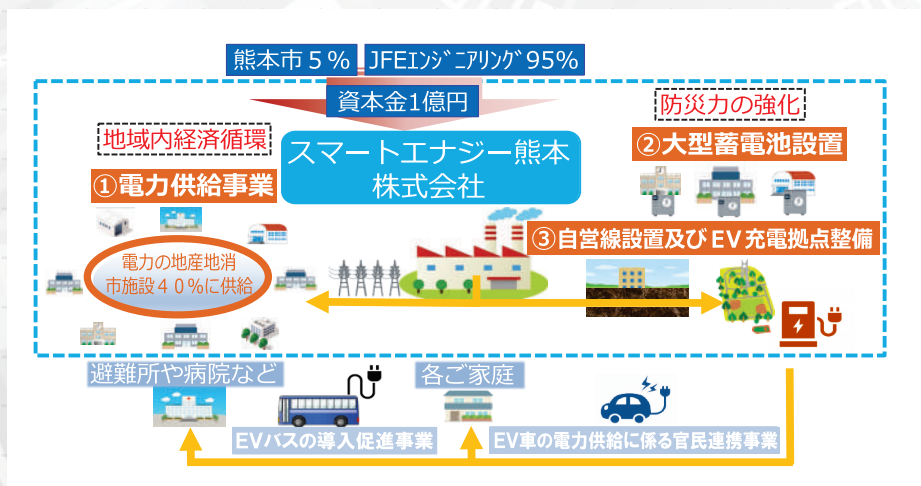 熊本市５％
JFEｴﾝｼﾞﾆｱﾘﾝｸﾞ95%
資本金1億円
スマートエナジー熊本
株式会社
地域内経済循環
①電力供給事業
電力の地産地消
市施設４０％に供給
防災力の強化
②大型蓄電池設置
③自営線設置及びＥＶ充電拠点整備
避難所や病院など
各ご家庭
EVバスの導入促進事業
EV車の電力供給に係る官民連携事業